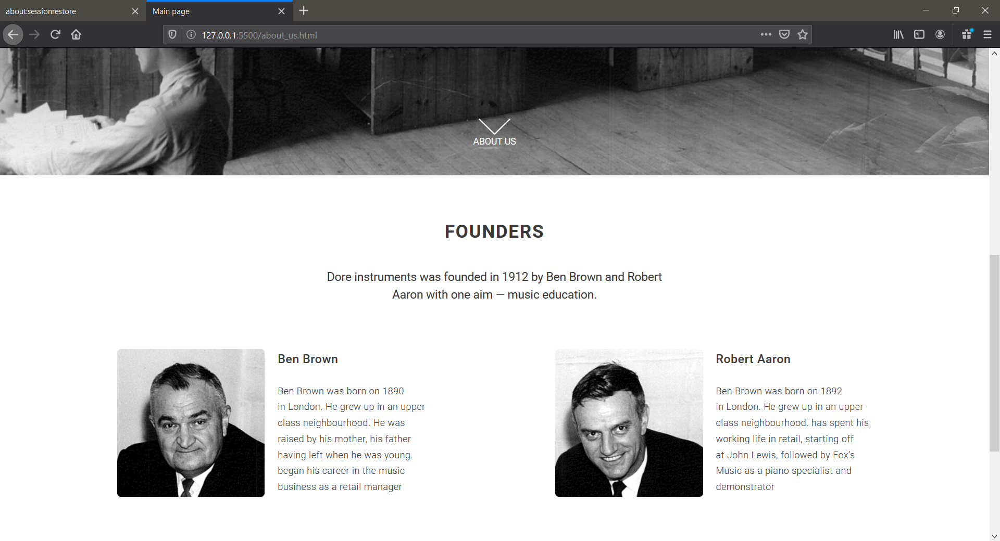 about:sessionrestore
Main page
127.0.0.1:5500/about_us.html
ABOUT US
FOUNDERS
Dore instruments was founded in 1912 by Ben Brown and Robert
Aaron with one aim — music education.
Ben Brown
Ben Brown was born on 1890
in London. He grew up in an upper
class neighbourhood. He was
raised by his mother, his father
having left when he was young.
began his career in the music
business as a retail manager
Robert Aaron
Ben Brown was born on 1892
in London. He grew up in an upper
class neighbourhood. has spent his
working life in retail, starting off
at John Lewis, followed by Fox’s
Music as a piano specialist and
demonstrator